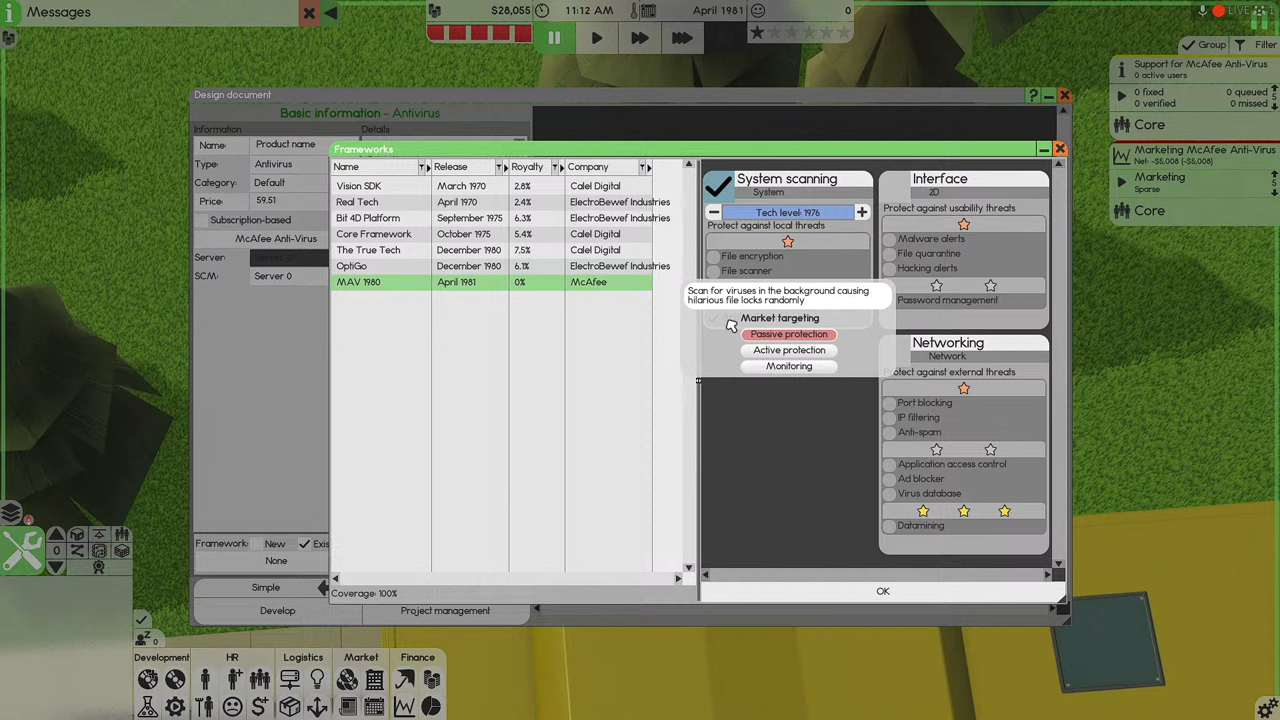 Messages
$28,055
11:12 AM
April 1981
0
LIVE
1
Group
Filter
Support for McAfee Anti-Virus
0 active users
0 fixed
0 queued
0 verified
0 missed
Core
Marketing McAfee Anti-Virus
Net: -$5,008 (-$5,008)
Marketing
Sparse
Core
Design document
?
Basic information - Antivirus
Information
Details
Name:
Product name
Type:
Antivirus
Category:
Default
Price:
59.51
Subscription-based
McAfee Anti-Virus
Server:
Server 0
SCM:
Server 0
Framework:
New
Exis
None
Simple
Develop
Project management
Frameworks
Name
Release
Royalty
Company
Vision SDK
March 1970
2.8%
Calel Digital
Real Tech
April 1970
2.4%
ElectroBewef Industries
Bit 4D Platform
September 1975
6.3%
Calel Digital
Core Framework
October 1975
5.4%
Calel Digital
The True Tech
December 1980
7.5%
Calel Digital
OptiGo
December 1980
6.1%
ElectroBewef Industries
MAV 1980
April 1981
0%
McAfee
Coverage: 100%
System scanning
System
Tech level: 1976
Protect against local threats
File encryption
File scanner
Scan for viruses in the background causing
hilarious file locks randomly
Market targeting
Passive protection
Active protection
Monitoring
Interface
2D
Protect against usability threats
Malware alerts
File quarantine
Hacking alerts
Password management
Networking
Network
Protect against external threats
Port blocking
IP filtering
Anti-spam
Application access control
Ad blocker
Virus database
Datamining
OK
0
Z 0
Development
HR
Logistics
Market
Finance